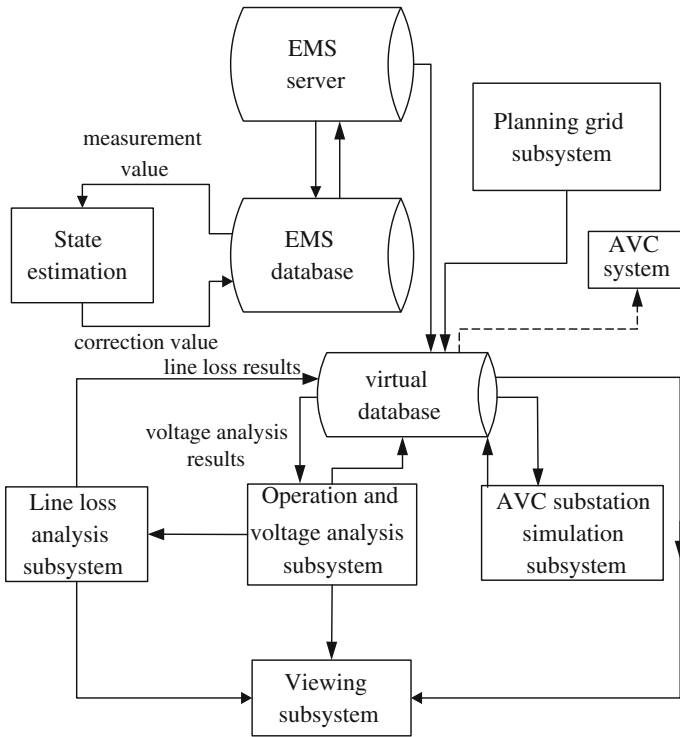 EMS
server
measurement
value
Planning grid
subsystem
State
estimation
EMS
database
AVC
system
correction value
line loss results
virtual
database
voltage analysis
results
Line loss
analysis
subsystem
Operation and
voltage analysis
subsystem
AVC substation
simulation
subsystem
Viewing
subsystem